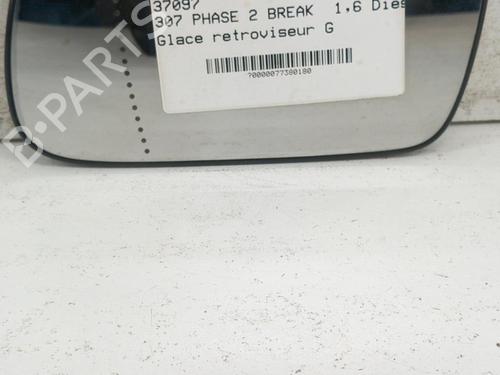 37097
307 PHASE 2 BREAK 1.6 Dies
Glace retroviseur G
?0000077380180
B-PARTS